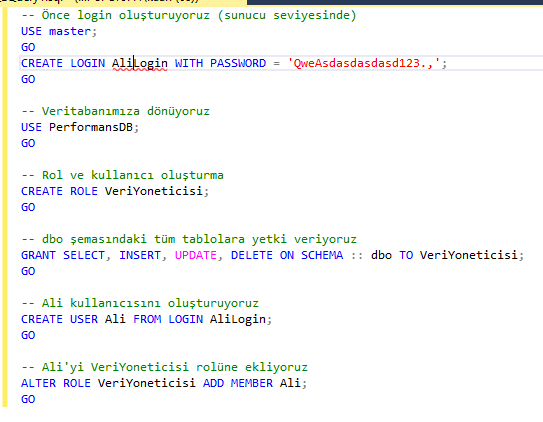 -- Önce login oluşturuyoruz (sunucu seviyesinde)
USE master;
GO
CREATE LOGIN AliLogin WITH PASSWORD = 'QweAsdasdasdasd123.,';
GO
-- Veritabanımıza dönüyoruz
USE PerformansDB;
GO
-- Rol ve kullanıcı oluşturma
CREATE ROLE VeriYoneticisi;
GO
-- dbo şemasındaki tüm tablolara yetki veriyoruz
GRANT SELECT, INSERT, UPDATE, DELETE ON SCHEMA :: dbo TO VeriYoneticisi;
GO
-- Ali kullanıcısını oluşturuyoruz
CREATE USER Ali FROM LOGIN AliLogin;
GO
-- Ali'yi VeriYoneticisi rolüne ekliyoruz
ALTER ROLE VeriYoneticisi ADD MEMBER Ali;
GO